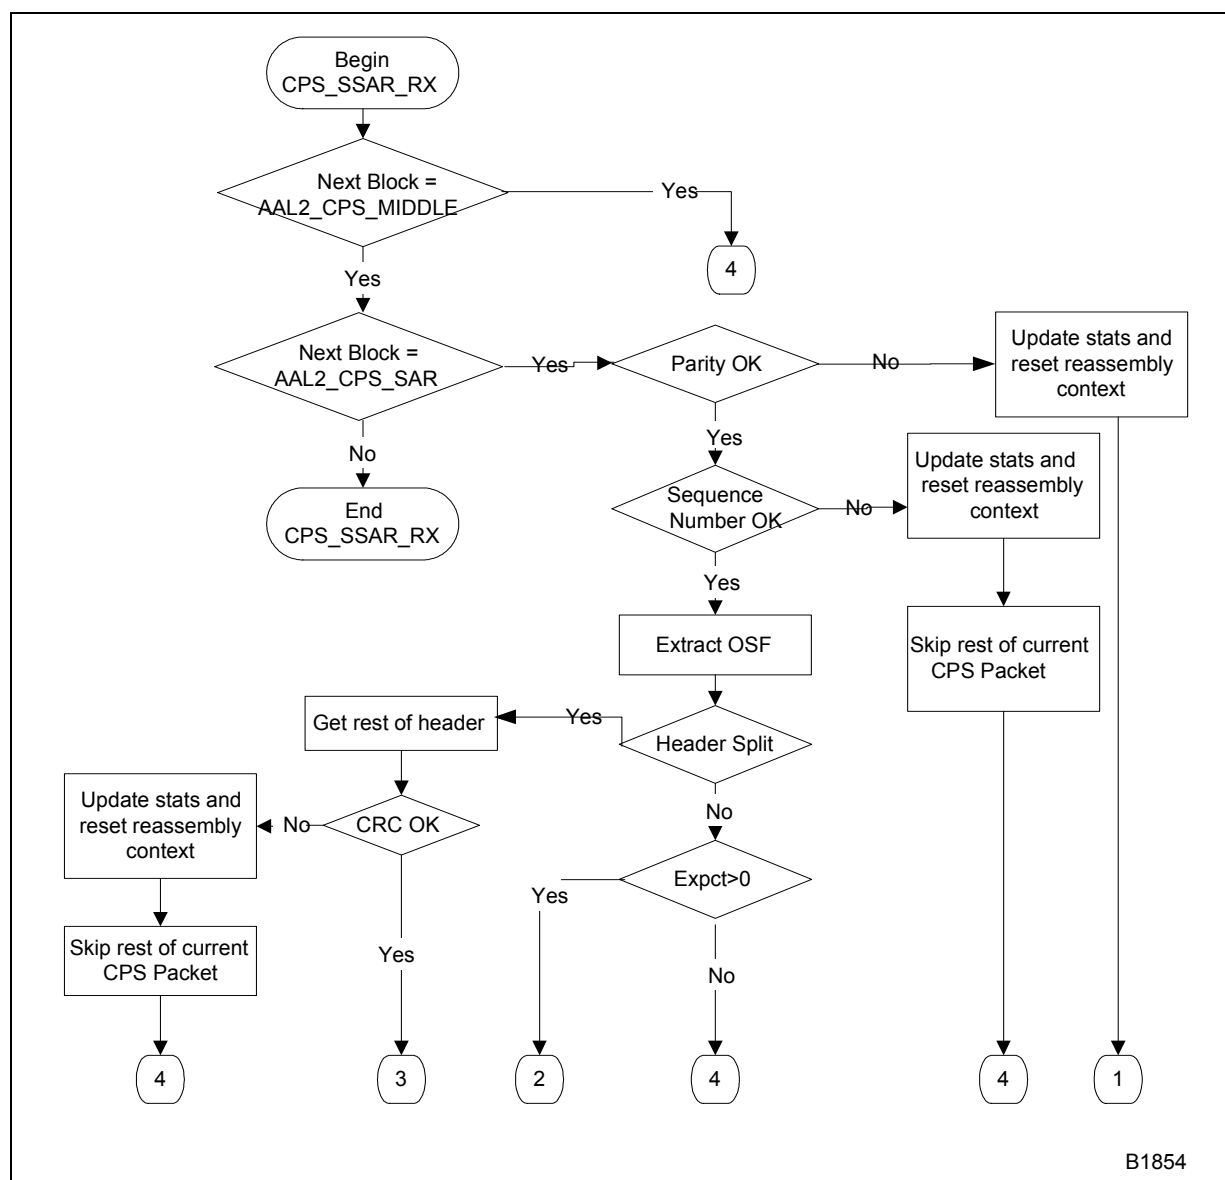 Begin
CPS_SSAR_RX
Next Block =
AAL2_CPS_MIDDLE
Yes
4
Yes
Next Block =
AAL2_CPS_SAR
Yes
Parity OK
No
Update stats and
reset reassembly
context
No
Yes
End
CPS_SSAR_RX
Sequence
Number OK
No
Update stats and
reset reassembly
context
Yes
Extract OSF
Skip rest of current
CPS Packet
Header Split
Yes
Get rest of header
No
CRC OK
No
Update stats and
reset reassembly
context
Skip rest of current
CPS Packet
Yes
Expct>0
Yes
No
4
3
2
4
4
1
B1854